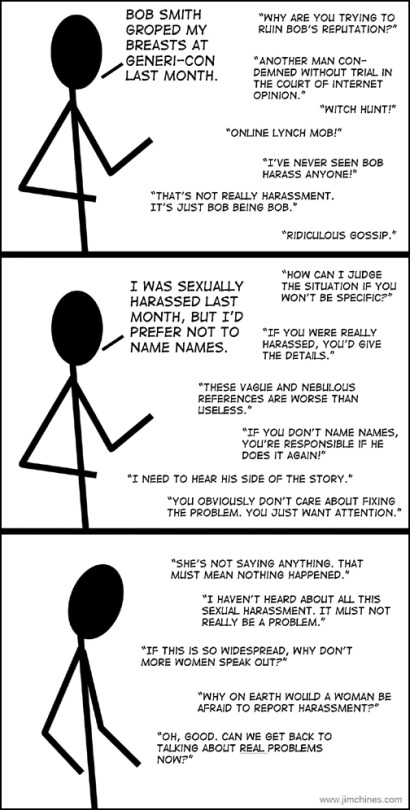 BOB SMITH
GROPED MY
BREASTS AT
GENERI-CON
LAST MONTH.
"WHY ARE YOU TRYING TO
RUIN BOB'S REPUTATION?"
"ANOTHER MAN CON-
DEMNED WITHOUT TRIAL IN
THE COURT OF INTERNET
OPINION."
"WITCH HUNT!"
"ONLINE LYNCH MOB!"
"I'VE NEVER SEEN BOB
HARASS ANYONE!"
"THAT'S NOT REALLY HARASSMENT.
IT'S JUST BOB BEING BOB."
"RIDICULOUS GOSSIP."
I WAS SEXUALLY
HARASSED LAST
MONTH, BUT I'D
PREFER NOT TO
NAME NAMES.
"HOW CAN I JUDGE
THE SITUATION IF YOU
WON'T BE SPECIFIC?"
"IF YOU WERE REALLY
HARASSED, YOU'D GIVE
THE DETAILS."
"THESE VAGUE AND NEBULOUS
REFERENCES ARE WORSE THAN
USELESS."
"IF YOU DON'T NAME NAMES,
YOU'RE RESPONSIBLE IF HE
DOES IT AGAIN!"
"I NEED TO HEAR HIS SIDE OF THE STORY."
"YOU OBVIOUSLY DON'T CARE ABOUT FIXING
THE PROBLEM. YOU JUST WANT ATTENTION."
"SHE'S NOT SAYING ANYTHING. THAT
MUST MEAN NOTHING HAPPENED."
"I HAVEN'T HEARD ABOUT ALL THIS
SEXUAL HARASSMENT. IT MUST NOT
REALLY BE A PROBLEM."
"IF THIS IS SO WIDESPREAD, WHY DON'T
MORE WOMEN SPEAK OUT?"
"WHY ON EARTH WOULD A WOMAN BE
AFRAID TO REPORT HARASSMENT?"
"OH, GOOD. CAN WE GET BACK TO
TALKING ABOUT REAL PROBLEMS
NOW?"
www.jimchines.com